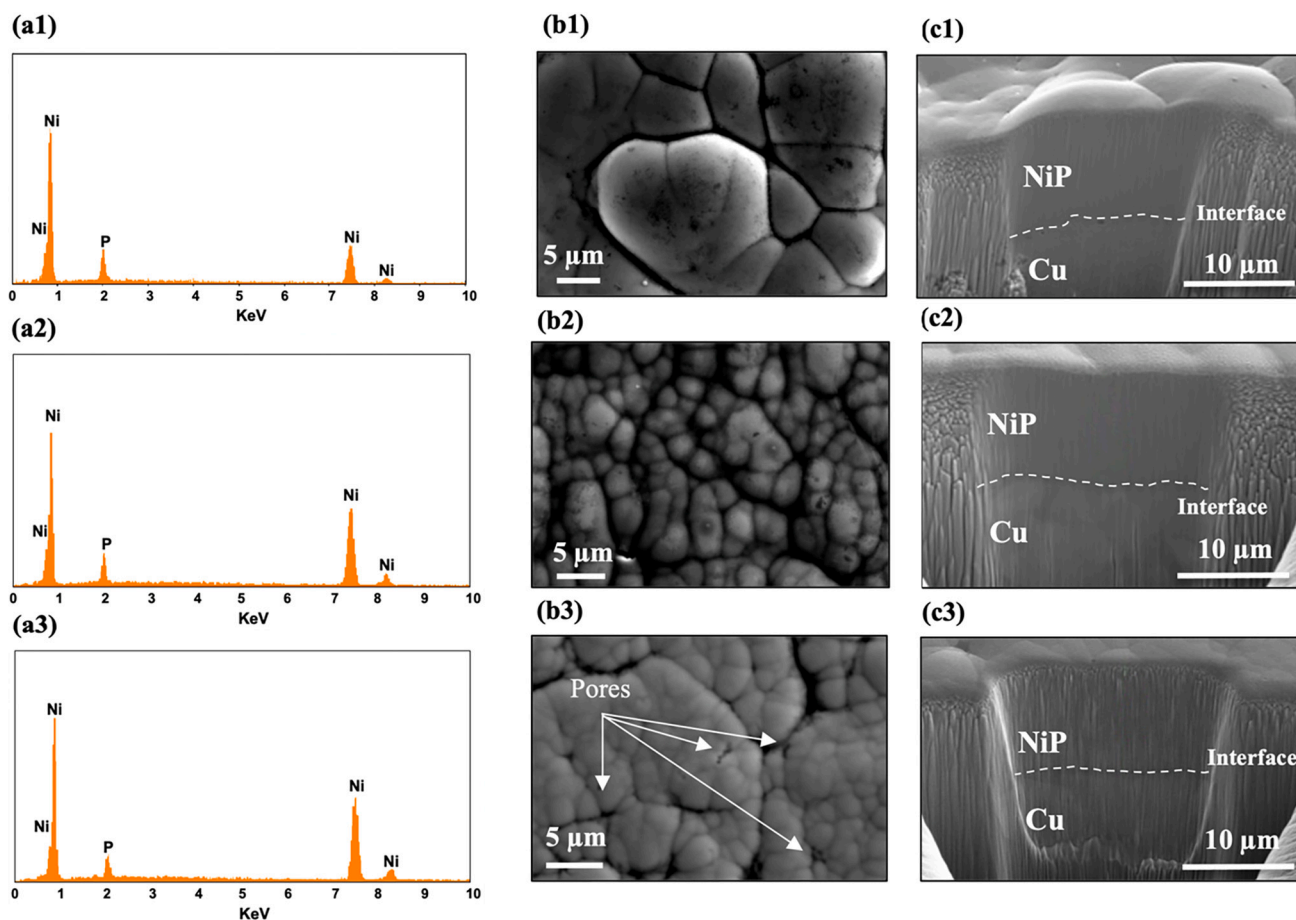 (a1)
Ni
Ni
P
Ni
Ni
0 1 2 3 4 5 6 7 8 9 10
KeV
(b1)
5 µm
(c1)
NiP
Interface
Cu
10 µm
(a2)
Ni
Ni
P
Ni
Ni
0 1 2 3 4 5 6 7 8 9 10
KeV
(b2)
5 µm
(c2)
NiP
Interface
Cu
10 µm
(a3)
Ni
Ni
P
Ni
Ni
0 1 2 3 4 5 6 7 8 9 10
KeV
(b3)
Pores
5 µm
(c3)
NiP
Interface
Cu
10 µm